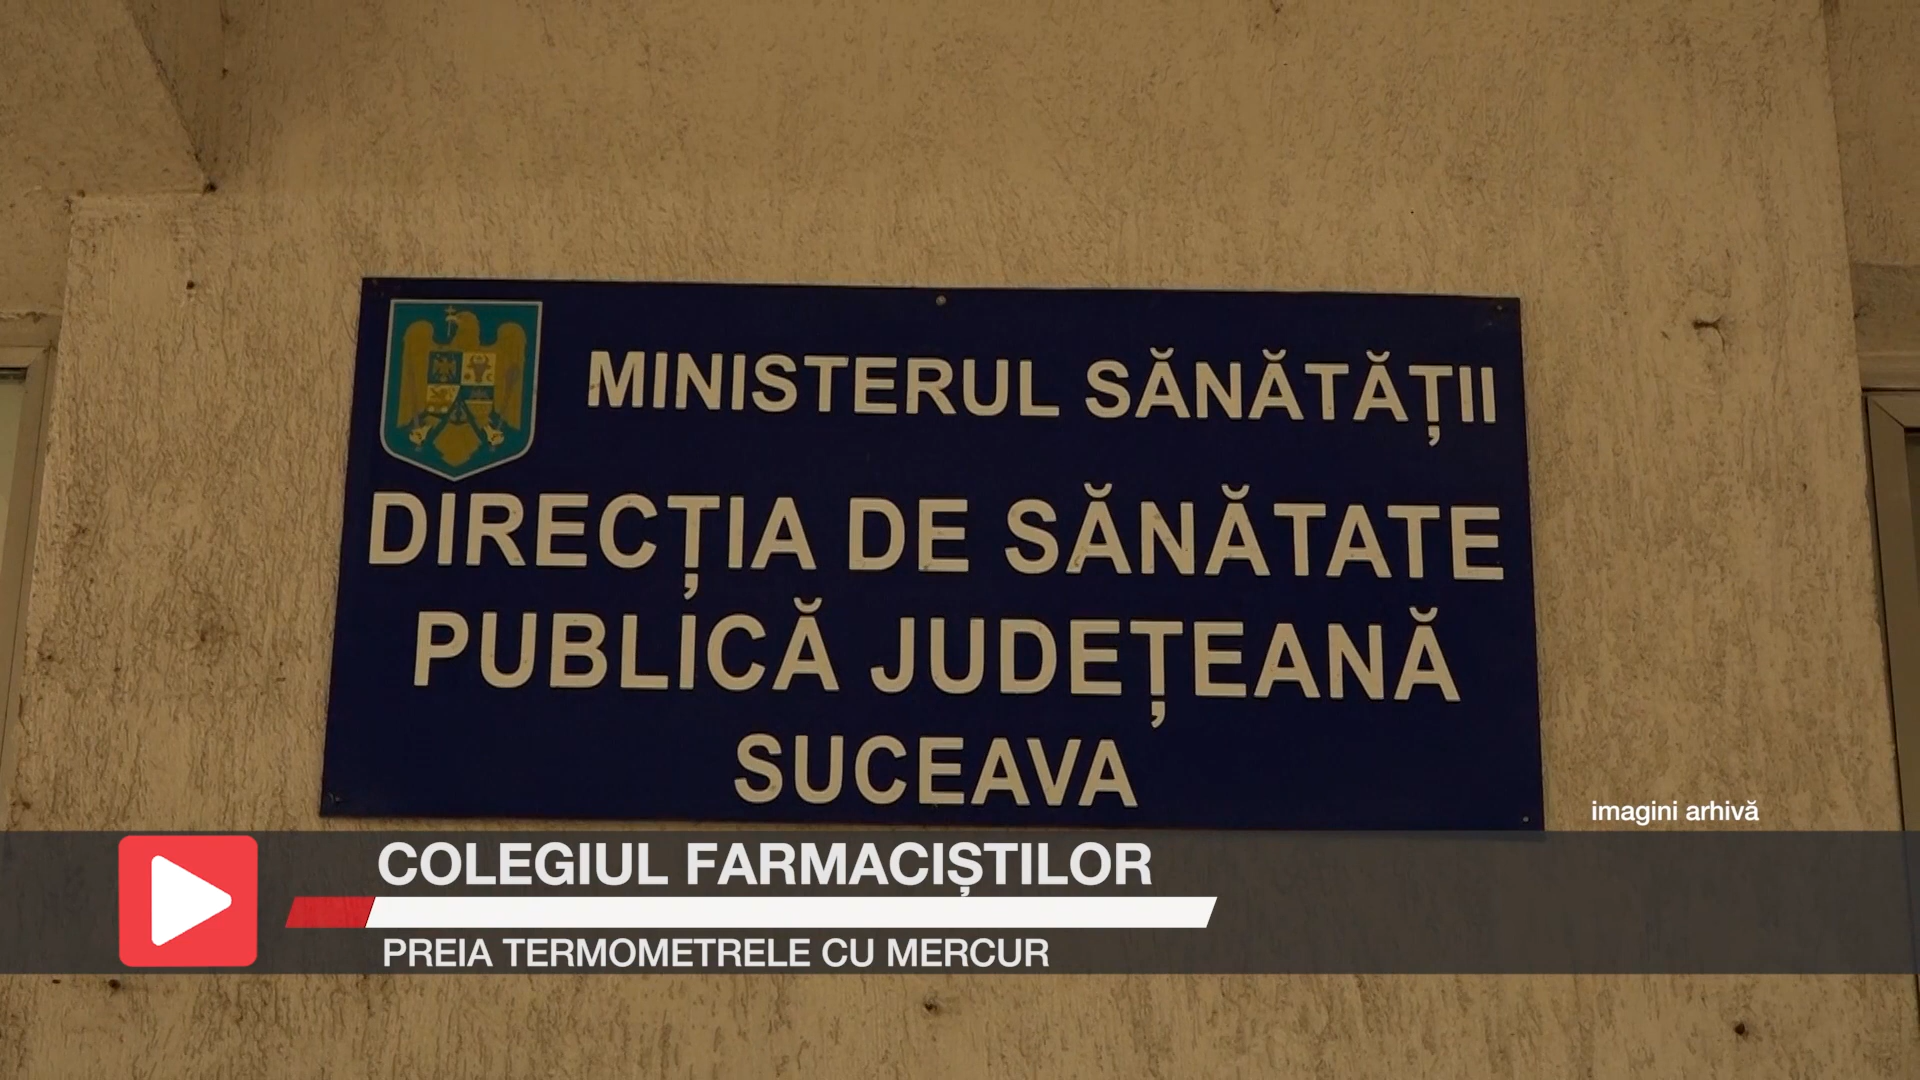 MINISTERUL SĂNĂTĂȚII
DIRECȚIA DE SĂNĂTATE
PUBLICĂ JUDEȚEANĂ
SUCEAVA
imagini arhivă
COLEGIUL FARMACIȘTILOR
PREIA TERMOMETRELE CU MERCUR